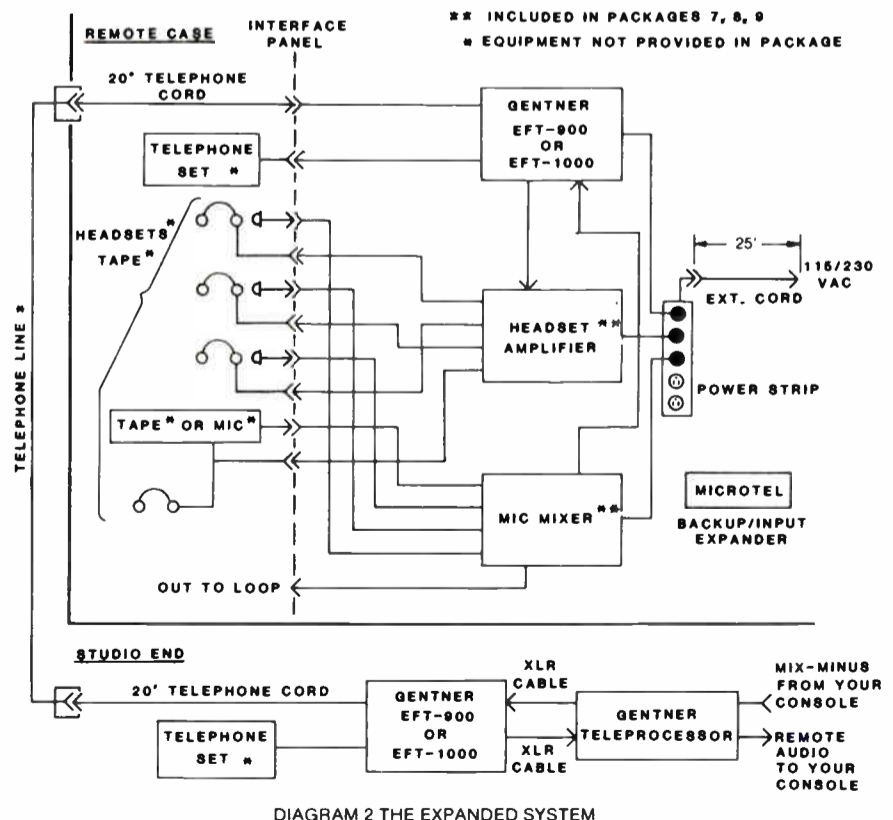 ** INCLUDED IN PACKAGES 7, 8, 9
* EQUIPMENT NOT PROVIDED IN PACKAGE
REMOTE CASE
INTERFACE
PANEL
20' TELEPHONE
CORD
GENTNER
EFT-900
OR
EFT-1000
TELEPHONE
SET *
HEADSETS*
TAPE*
25'
115/230
VAC
EXT. CORD
HEADSET **
AMPLIFIER
POWER STRIP
TELEPHONE LINE *
TAPE* OR MIC*
MIC MIXER **
MICROTEL
BACKUP/INPUT
EXPANDER
OUT TO LOOP
STUDIO END
20' TELEPHONE CORD
GENTNER
EFT-900
OR
EFT-1000
TELEPHONE
SET *
XLR
CABLE
XLR
CABLE
GENTNER
TELEPROCESSOR
MIX-MINUS
FROM YOUR
CONSOLE
REMOTE
AUDIO
TO YOUR
CONSOLE
DIAGRAM 2 THE EXPANDED SYSTEM